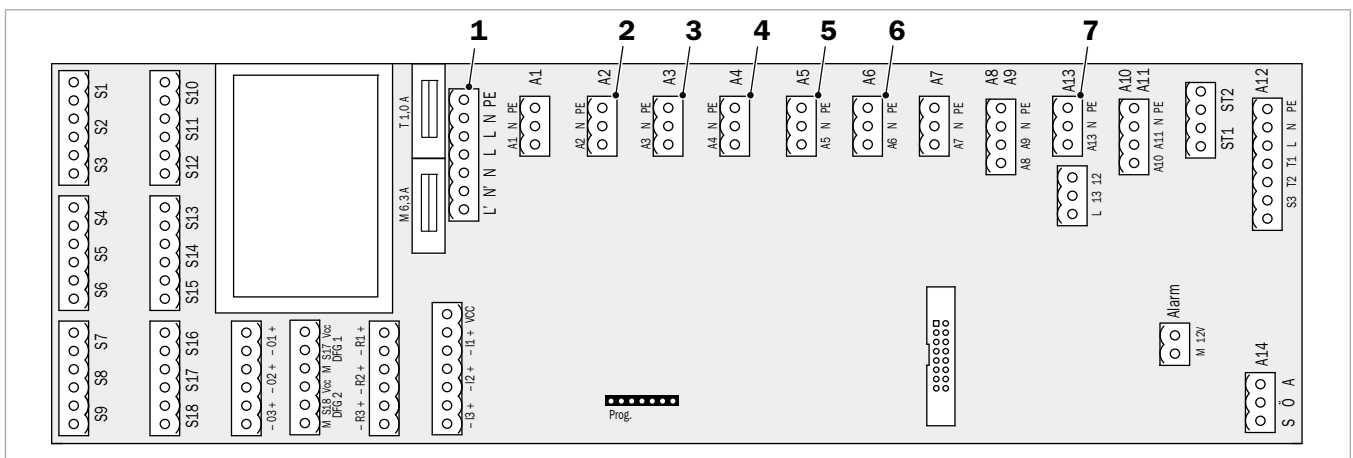 1 2 3 4 5 6 7
S1
S2
S3
S4
S5
S6
S7
S8
S9
S10
S11
S12
S13
S14
S15
S16
S17
S18
T 1,0 A
M 6,3 A
L' N' N L L N PE
A1
A1 N PE
A2
A2 N PE
A3
A3 N PE
A4
A4 N PE
A5
A5 N PE
A6
A6 N PE
A7
A7 N PE
A8
A9
A8 A9 N PE
A13
A13 N PE
L 13 12
A10
A11
A10 A11 N PE
ST1 ST2
A12
S3 T2 T1 L N PE
– O3 + – O2 + – O1 +
M S18 Vcc M S17 Vcc
DFG 2 DFG 1
– R3 + – R2 + – R1 +
– I3 + – I2 + – I1 + VCC
Prog.
Alarm
M 12V
A14
S Ö A